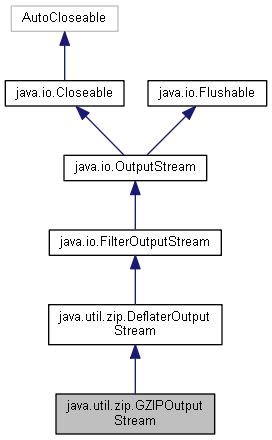 AutoCloseable
java.io.Closeable
java.io.Flushable
java.io.OutputStream
java.io.FilterOutputStream
java.util.zip.DeflaterOutput
Stream
java.util.zip.GZIPOutput
Stream